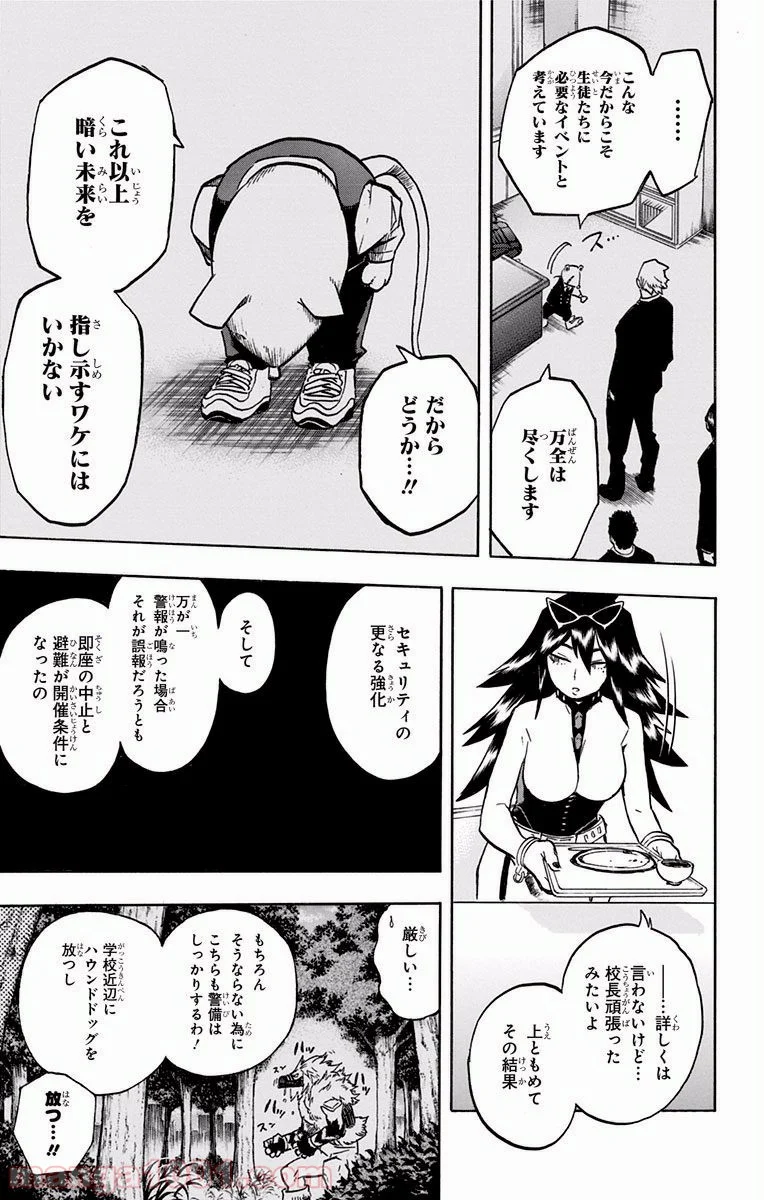 ……
こんな
今だからこそ
生徒たちに
必要なイベントと
考えています
ス…
万全は
尽くします
だから
どうか…!!
これ以上
暗い未来を
指し示すワケには
いかない
――…詳しくは
言わないけど…
校長頑張った
みたいよ
上ともめて
その結果
セキュリティの
更なる強化
そして
万が一
警報が鳴った場合
それが誤報だろうとも
即座の中止と
避難が開催条件に
なったの
厳しい…
もちろん
そうならない為に
こちらも警備は
しっかりするわ!
学校近辺に
ハウンドドッグを
放つし
放つ…!!